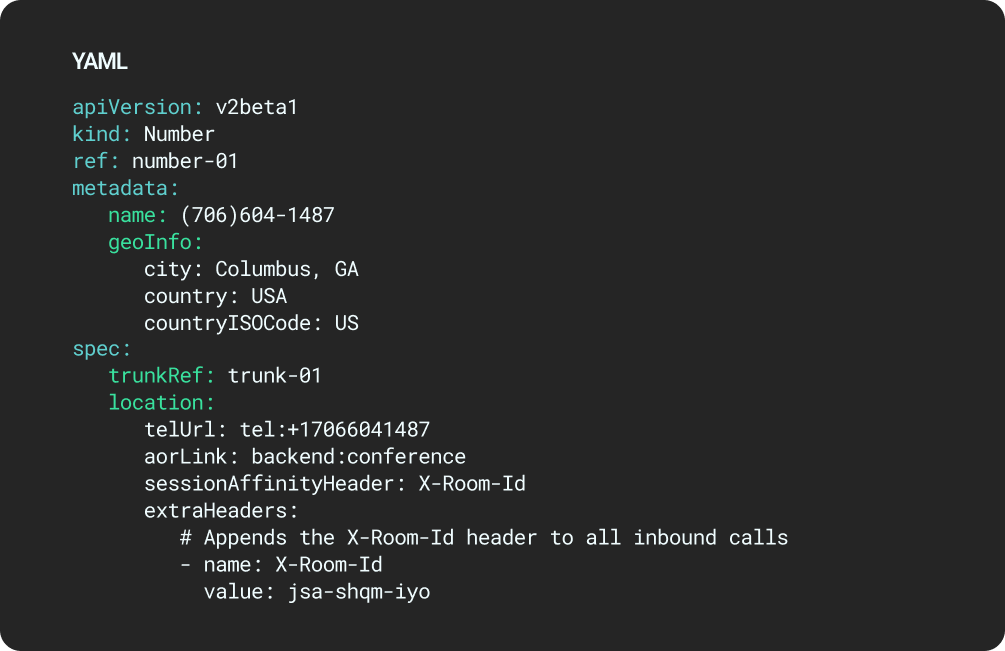 YAML
apiVersion: v2beta1
kind: Number
ref: number-01
metadata:
   name: (706)604-1487
   geoInfo:
      city: Columbus, GA
      country: USA
      countryISOCode: US
spec:
   trunkRef: trunk-01
   location:
      telUrl: tel:+17066041487
      aorLink: backend:conference
      sessionAffinityHeader: X-Room-Id
      extraHeaders:
         # Appends the X-Room-Id header to all inbound calls
         - name: X-Room-Id
           value: jsa-shqm-iyo